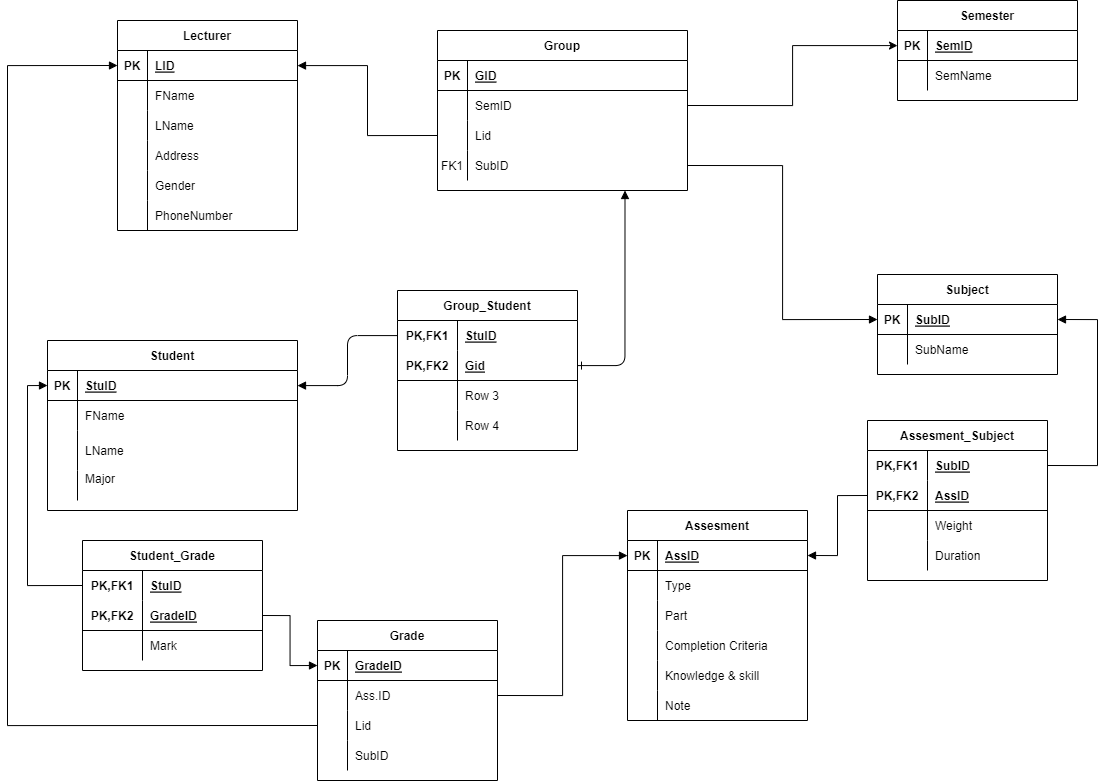 Lecturer
PK LID
FName
LName
Address
Gender
PhoneNumber
Group
PK GID
SemID
Lid
FK1 SubID
Semester
PK SemID
SemName
Subject
PK SubID
SubName
Group_Student
PK,FK1 StuID
PK,FK2 Gid
Row 3
Row 4
Student
PK StuID
FName
LName
Major
Assesment_Subject
PK,FK1 SubID
PK,FK2 AssID
Weight
Duration
Assesment
PK AssID
Type
Part
Completion Criteria
Knowledge & skill
Note
Student_Grade
PK,FK1 StuID
PK,FK2 GradeID
Mark
Grade
PK GradeID
Ass.ID
Lid
SubID